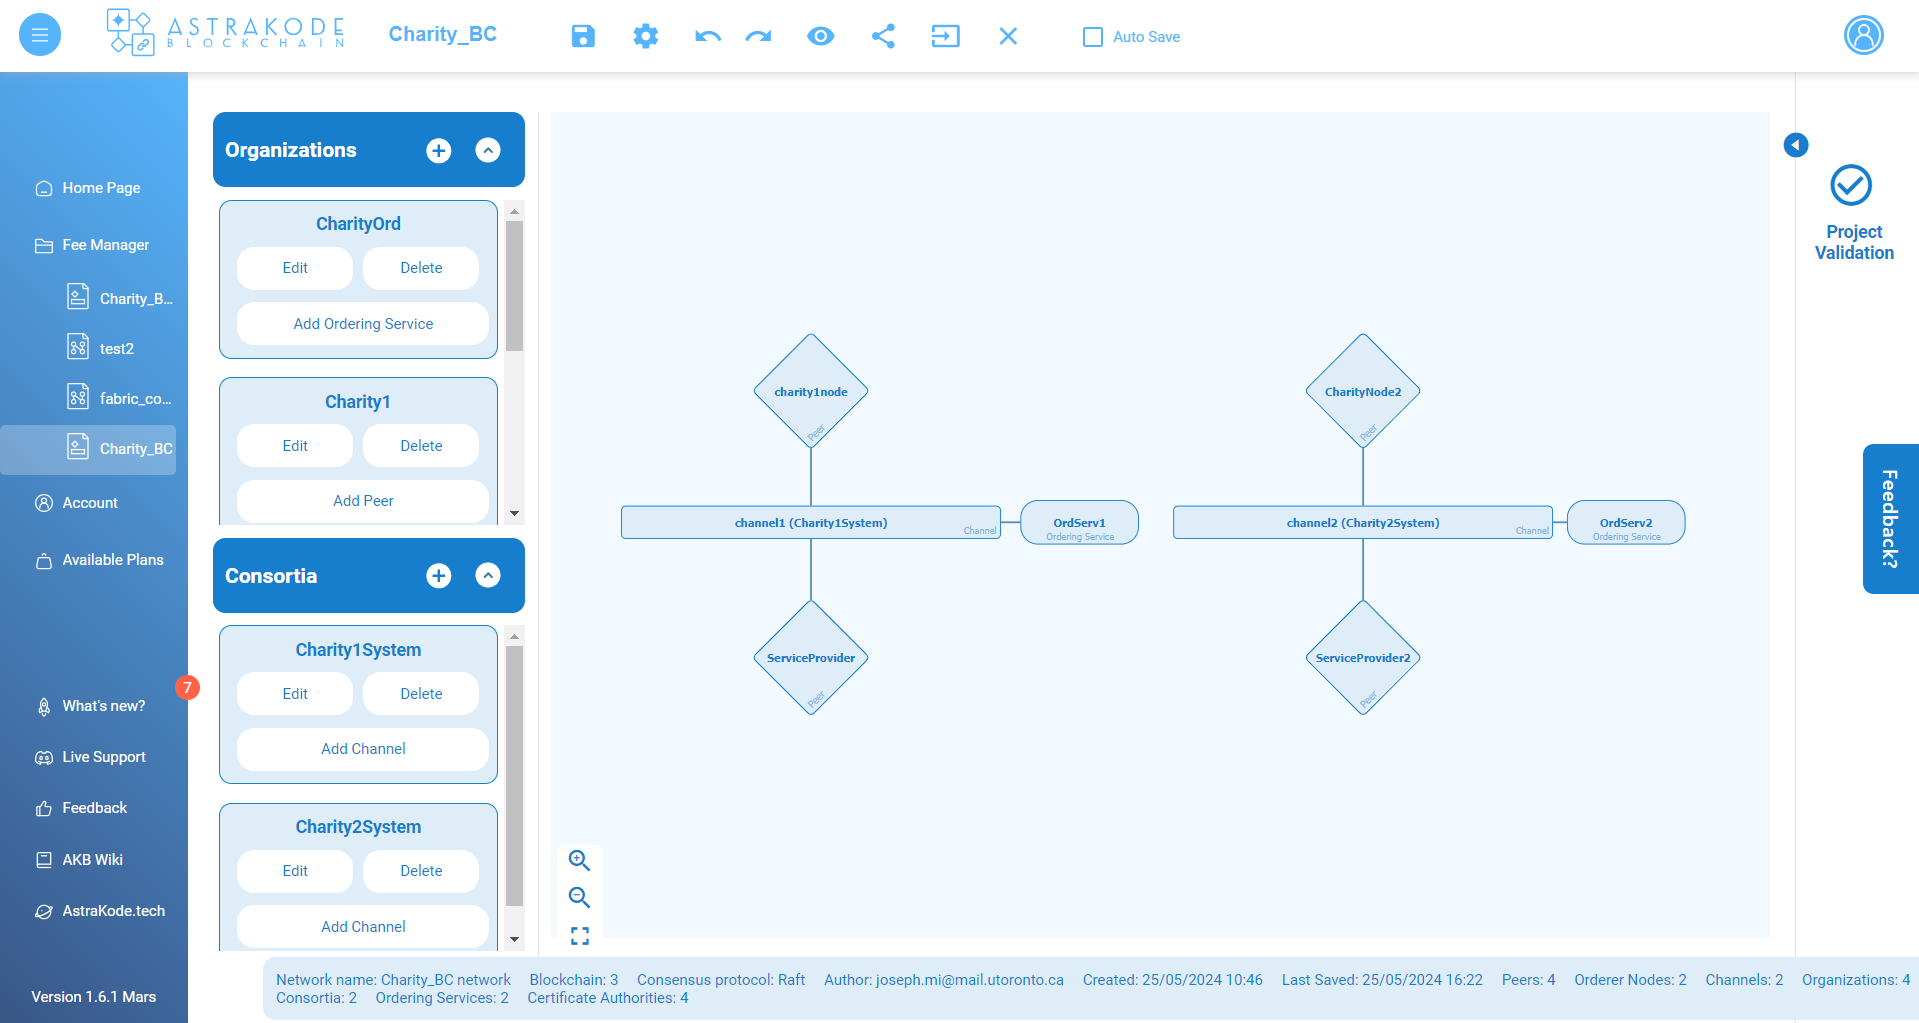 ASTRAKODE
BLOCKCHAIN
Charity_BC
Auto Save
Home Page
Fee Manager
Charity_B...
test2
fabric_co...
Charity_BC
Account
Available Plans
7
What's new?
Live Support
Feedback
AKB Wiki
AstraKode.tech
Version 1.6.1 Mars
Organizations
CharityOrd
Edit Delete
Add Ordering Service
Charity1
Edit Delete
Add Peer
Consortia
Charity1System
Edit Delete
Add Channel
Charity2System
Edit Delete
Add Channel
charity1node
Peer
CharityNode2
Peer
channel1 (Charity1System)
Channel
OrdServ1
Ordering Service
channel2 (Charity2System)
Channel
OrdServ2
Ordering Service
ServiceProvider
Peer
ServiceProvider2
Peer
Project
Validation
Feedback?
Network name: Charity_BC network Blockchain: 3 Consensus protocol: Raft Author: joseph.mi@mail.utoronto.ca Created: 25/05/2024 10:46 Last Saved: 25/05/2024 16:22 Peers: 4 Orderer Nodes: 2 Channels: 2 Organizations: 4
Consortia: 2 Ordering Services: 2 Certificate Authorities: 4